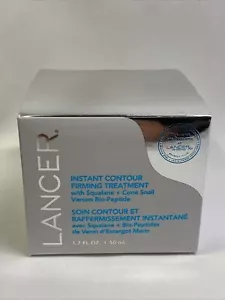 LANCER
INSTANT CONTOUR
FIRMING TREATMENT
with Squalane + Cone Snail
Venom Bio-Peptide
SOIN CONTOUR ET
RAFFERMISSEMENT INSTANTANÉ
avec Squalane + Bio-Peptides
de Venin d'Escargot Marin
1.7 FL OZ. • 50 mL